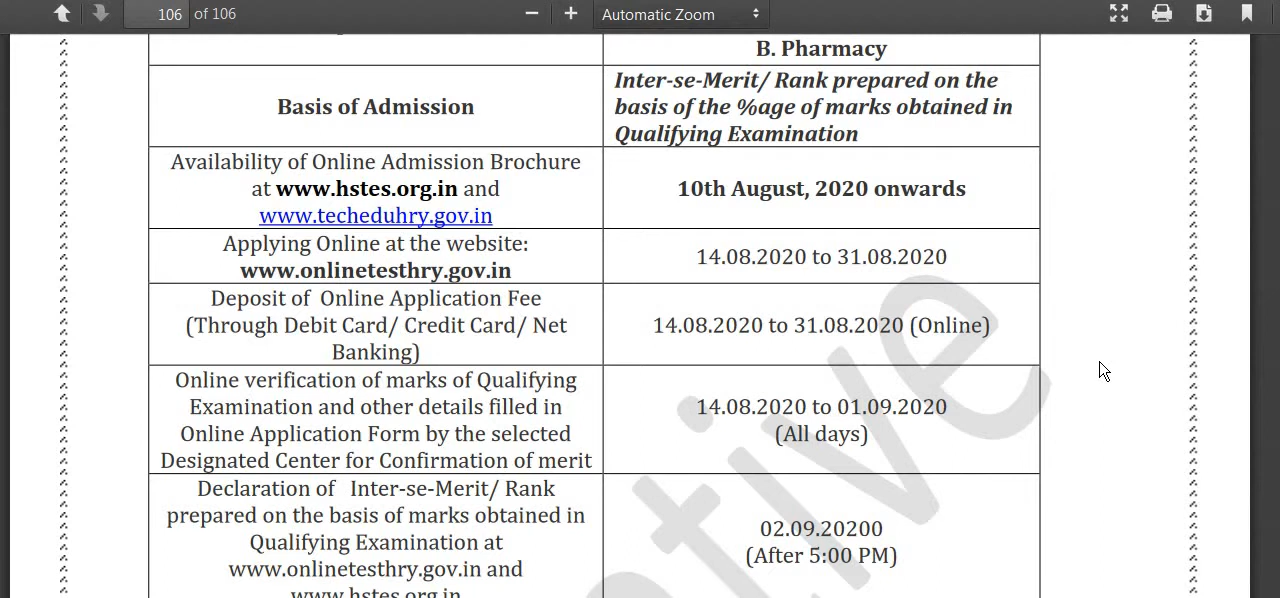 106 of 106
Automatic Zoom
B. Pharmacy
Basis of Admission
Inter-se-Merit/ Rank prepared on the
basis of the %age of marks obtained in
Qualifying Examination
Availability of Online Admission Brochure
at www.hstes.org.in and
www.techeduhry.gov.in
10th August, 2020 onwards
Applying Online at the website:
www.onlinetesthry.gov.in
14.08.2020 to 31.08.2020
Deposit of Online Application Fee
(Through Debit Card/ Credit Card/ Net
Banking)
14.08.2020 to 31.08.2020 (Online)
Online verification of marks of Qualifying
Examination and other details filled in
Online Application Form by the selected
Designated Center for Confirmation of merit
14.08.2020 to 01.09.2020
(All days)
Declaration of Inter-se-Merit/ Rank
prepared on the basis of marks obtained in
Qualifying Examination at
www.onlinetesthry.gov.in and
www.hstes.org.in
02.09.20200
(After 5:00 PM)
tive